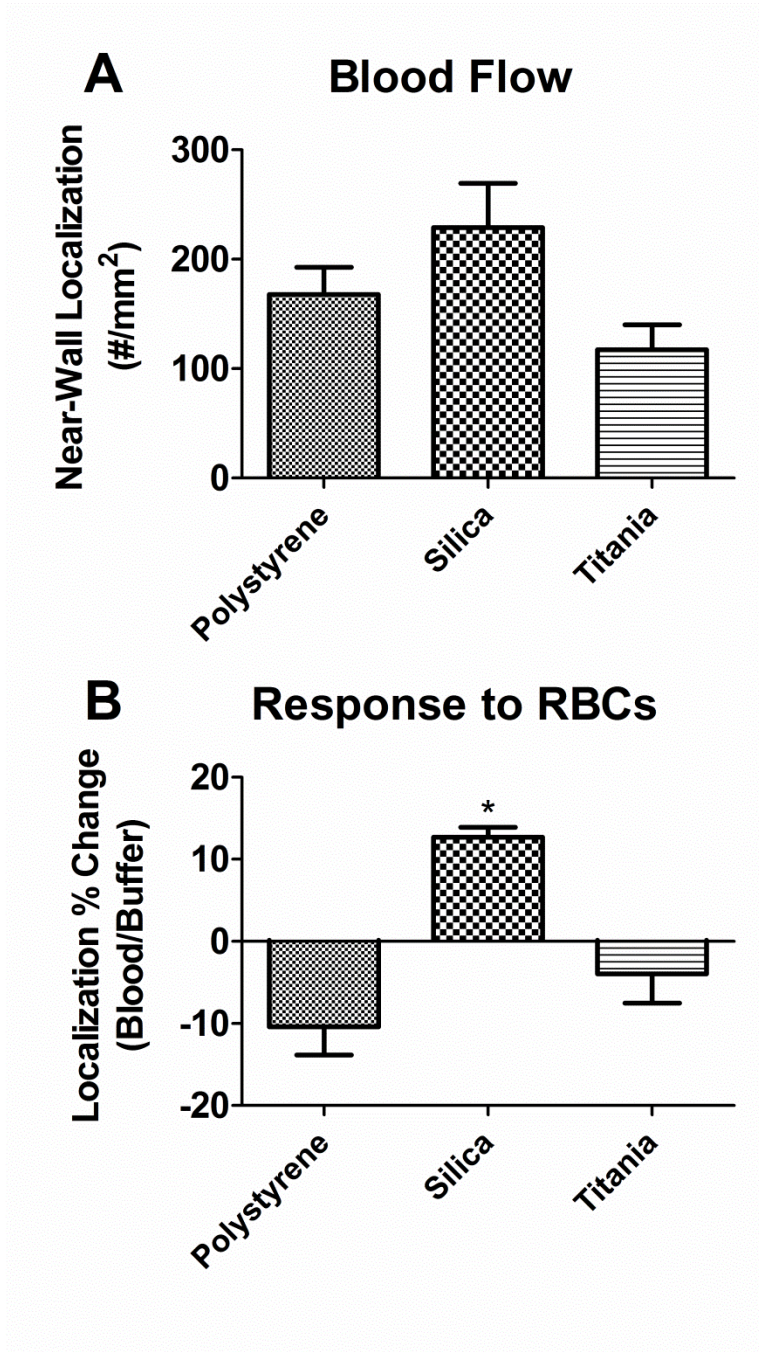 A
Blood Flow
Near-Wall Localization
(#/mm²)
300
200
100
0
Polystyrene
Silica
Titania
B
Response to RBCs
Localization % Change
(Blood/Buffer)
20
10
0
-10
-20
*
Polystyrene
Silica
Titania